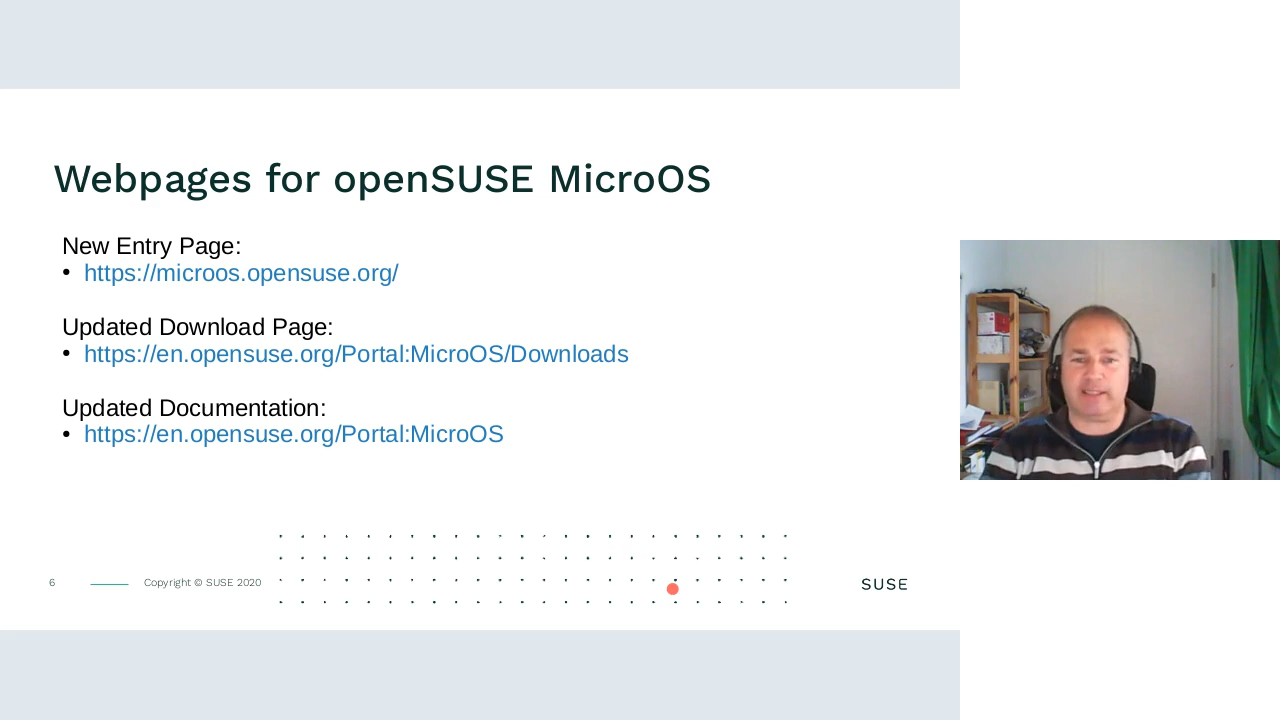 Webpages for openSUSE MicroOS
New Entry Page:
• https://microos.opensuse.org/
Updated Download Page:
• https://en.opensuse.org/Portal:MicroOS/Downloads
Updated Documentation:
• https://en.opensuse.org/Portal:MicroOS
6
Copyright © SUSE 2020
SUSE